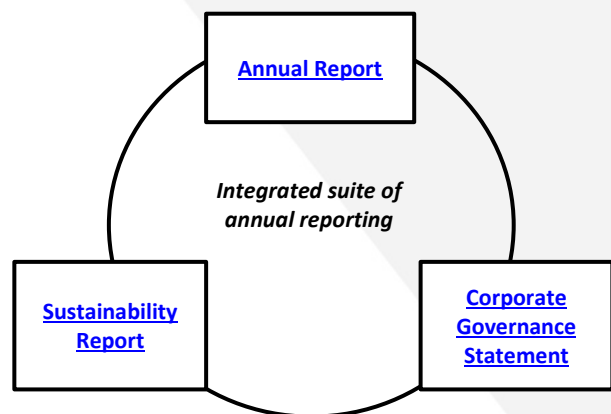 Annual Report
Integrated suite of
annual reporting
Sustainability
Report
Corporate
Governance
Statement